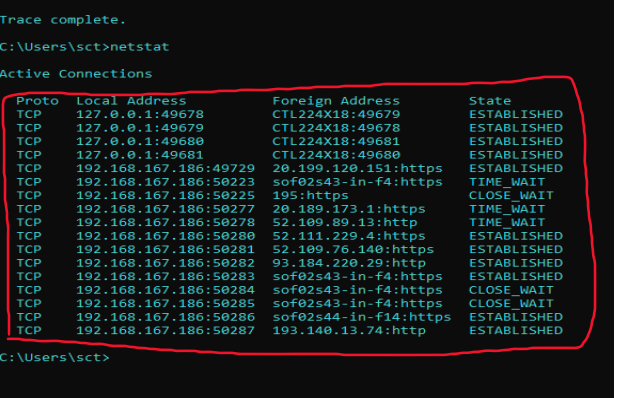 Trace complete.
C:\Users\sct>netstat
Active Connections
Proto Local Address Foreign Address State
TCP 127.0.0.1:49678 CTL224X18:49679 ESTABLISHED
TCP 127.0.0.1:49679 CTL224X18:49678 ESTABLISHED
TCP 127.0.0.1:49680 CTL224X18:49681 ESTABLISHED
TCP 127.0.0.1:49681 CTL224X18:49680 ESTABLISHED
TCP 192.168.167.186:49729 20.199.120.151:https ESTABLISHED
TCP 192.168.167.186:50223 sof02s43-in-f4:https TIME_WAIT
TCP 192.168.167.186:50225 195:https CLOSE_WAIT
TCP 192.168.167.186:50277 20.189.173.1:https TIME_WAIT
TCP 192.168.167.186:50278 52.109.89.13:http TIME_WAIT
TCP 192.168.167.186:50280 52.111.229.4:https ESTABLISHED
TCP 192.168.167.186:50281 52.109.76.140:https ESTABLISHED
TCP 192.168.167.186:50282 93.184.220.29:http ESTABLISHED
TCP 192.168.167.186:50283 sof02s43-in-f4:https ESTABLISHED
TCP 192.168.167.186:50284 sof02s43-in-f4:https CLOSE_WAIT
TCP 192.168.167.186:50285 sof02s43-in-f4:https CLOSE_WAIT
TCP 192.168.167.186:50286 sof02s44-in-f14:https ESTABLISHED
TCP 192.168.167.186:50287 193.140.13.74:http ESTABLISHED
C:\Users\sct>